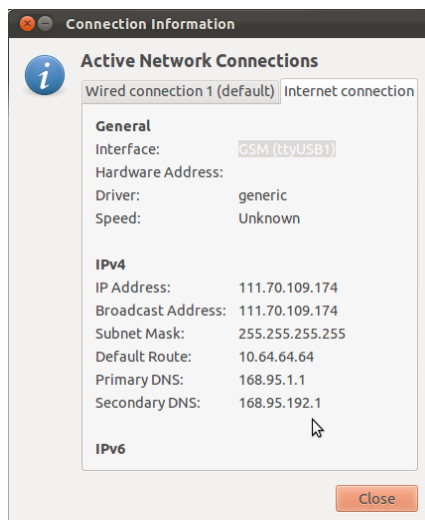 Connection Information
Active Network Connections
Wired connection 1 (default) Internet connection
General
Interface: GSM (ttyUSB1)
Hardware Address:
Driver: generic
Speed: Unknown
IPv4
IP Address: 111.70.109.174
Broadcast Address: 111.70.109.174
Subnet Mask: 255.255.255.255
Default Route: 10.64.64.64
Primary DNS: 168.95.1.1
Secondary DNS: 168.95.192.1
IPv6
Close